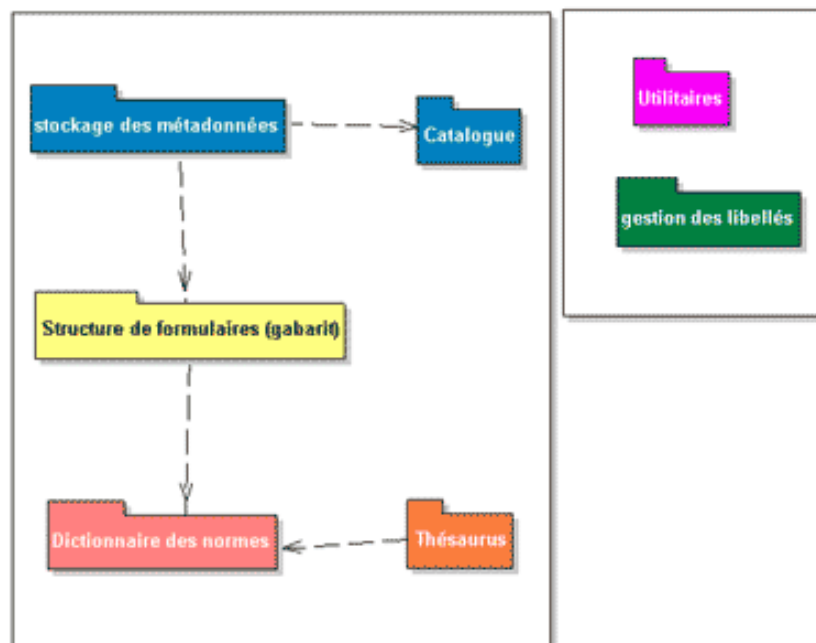 stockage des métadonnées
Catalogue
Structure de formulaires (gabarit)
Dictionnaire des normes
Thésaurus
Utilitaires
gestion des libellés